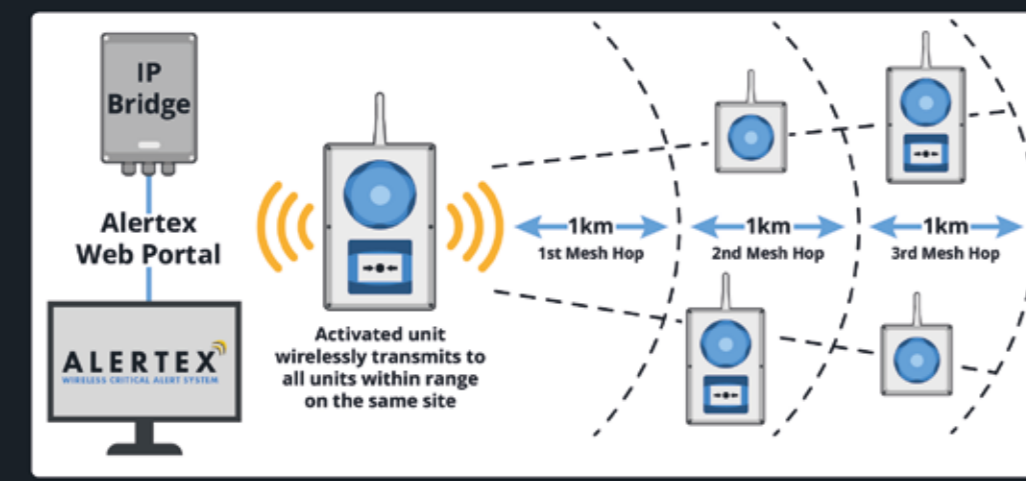 IP
Bridge
Alertex
Web Portal
ALERTEX
WIRELESS CRITICAL ALERT SYSTEM
Activated unit
wirelessly transmits to
all units within range
on the same site
1km
1st Mesh Hop
1km
2nd Mesh Hop
1km
3rd Mesh Hop